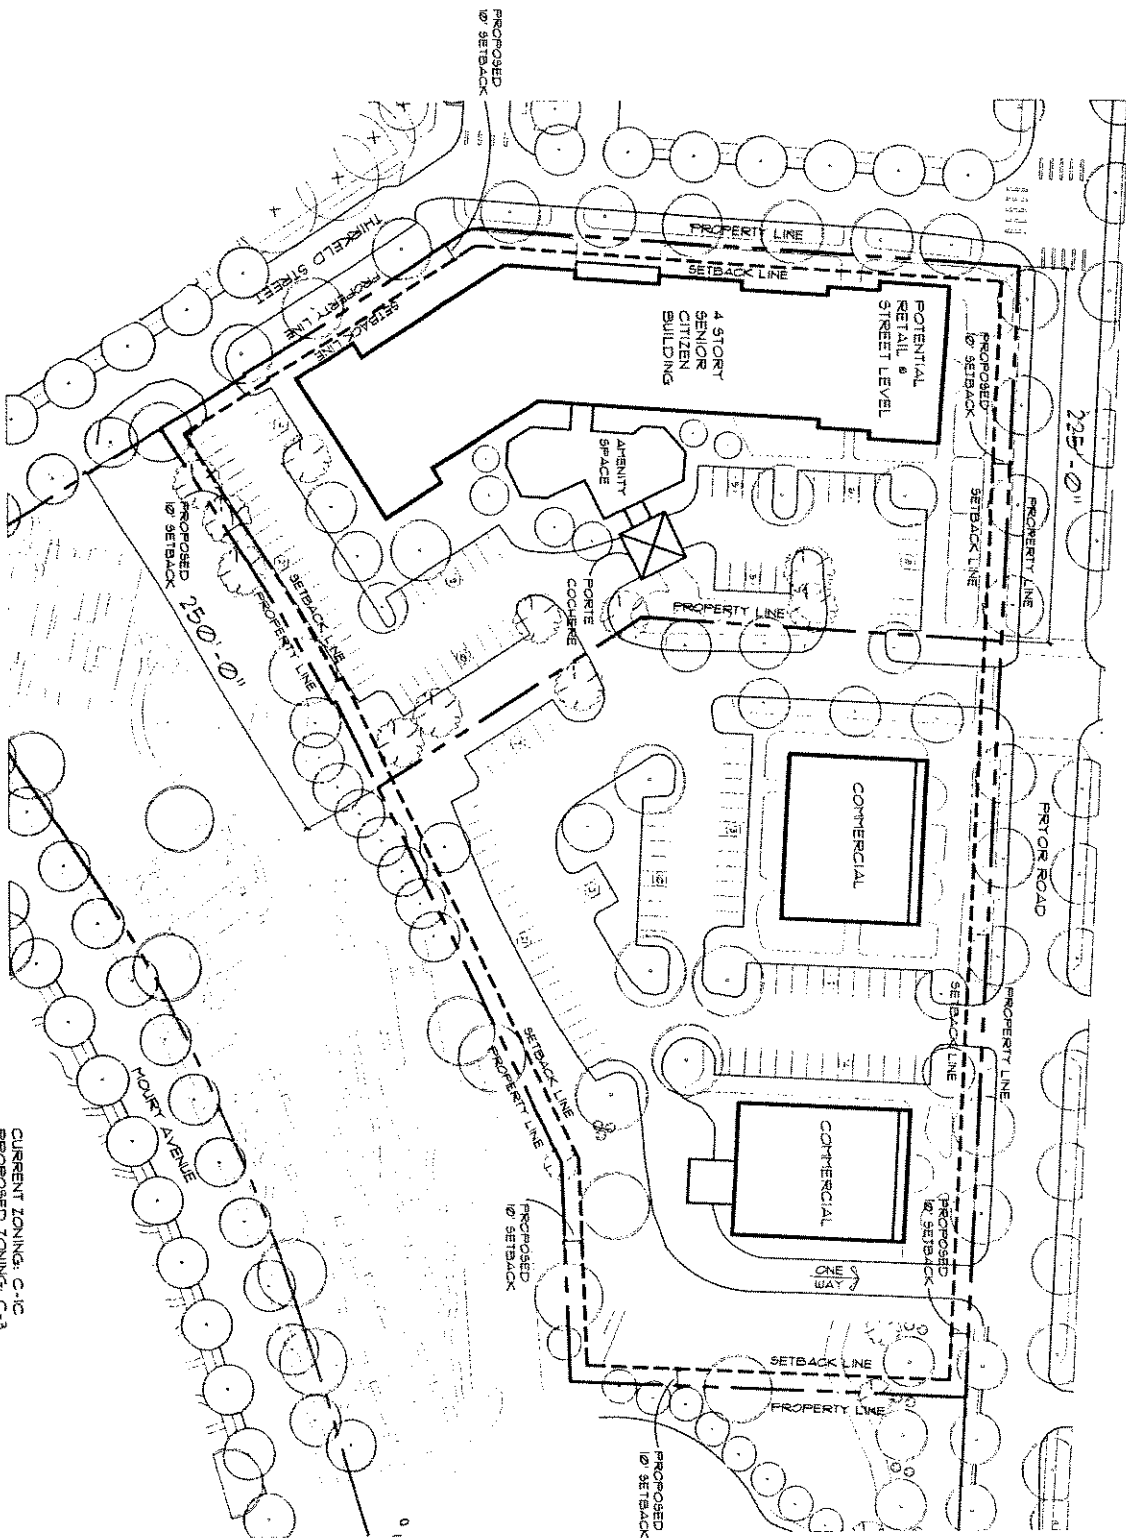 PROPOSED
10' SETBACK
PROPERTY LINE
SETBACK LINE
THIRKELD STREET
PROPERTY LINE
SETBACK LINE
PROPERTY LINE
SETBACK LINE
POTENTIAL
RETAIL @
STREET LEVEL
4 STORY
SENIOR
CITIZEN
BUILDING
PROPOSED
10' SETBACK
225'-0"
AMENITY
SPACE
PROPERTY LINE
SETBACK LINE
PROPOSED
10' SETBACK
250'-0"
SETBACK LINE
PROPERTY LINE
PORTE
COCHERE
PROPERTY LINE
COMMERCIAL
PRYOR ROAD
PROPERTY LINE
SETBACK LINE
SETBACK LINE
PROPERTY LINE
COMMERCIAL
MOURY AVENUE
PROPOSED
10' SETBACK
PROPOSED
10' SETBACK
ONE
WAY
SETBACK LINE
PROPERTY LINE
PROPOSED
10' SETBACK
CURRENT ZONING: C-1C
PROPOSED ZONING: C-3